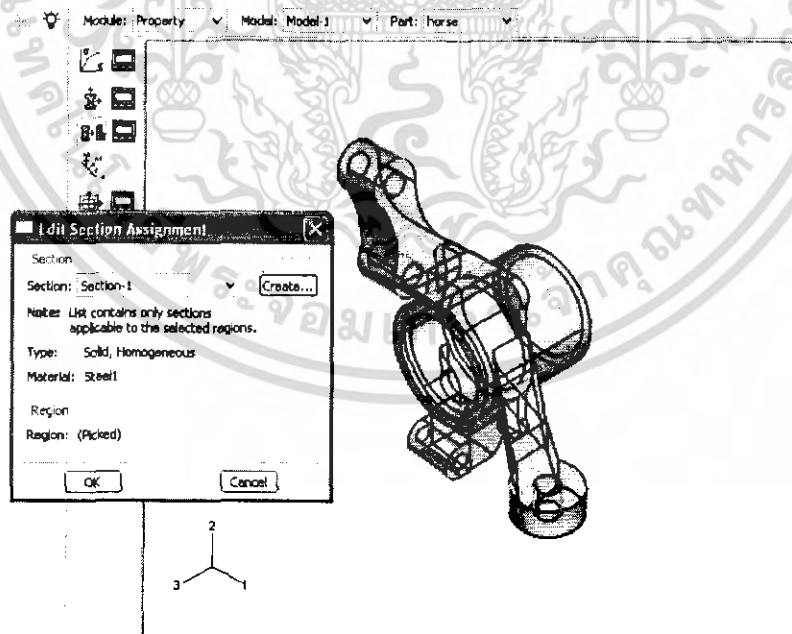 Module: Property Model: Model-1 Part: horse
Edit Section Assignment
Section
Section: Section-1 Create...
Note: List contains only sections
applicable to the selected regions.
Type: Solid, Homogeneous
Material: Steel1
Region
Region: (Picked)
OK Cancel
2
3 1